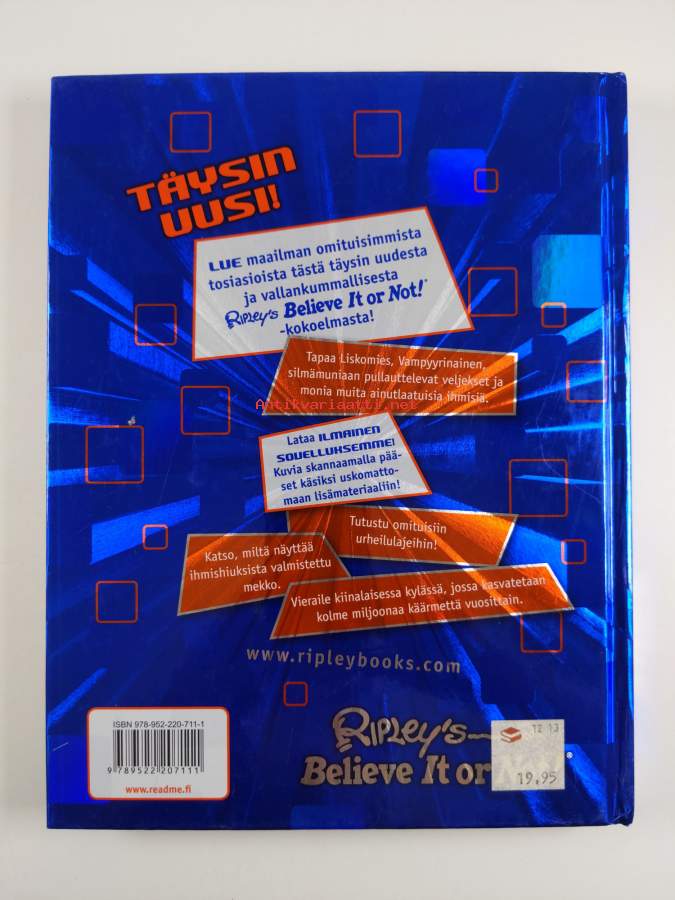 TÄYSIN
UUSI!
LUE maailman omituisimmista
tosiasioista tästä täysin uudesta
ja vallankummallisesta
RIPLEY's Believe It or Not!®
-kokoelmasta!
Tapaa Liskomies, Vampyyrinainen,
silmämuniaan pullauttelevat veljekset ja
monia muita ainutlaatuisia ihmisiä.
Antikvariaatti.net
Lataa ILMAINEN
SOVELLUKSEMME!
Kuvia skannaamalla pää-
set käsiksi uskomatto-
maan lisämateriaaliin!
Tutustu omituisiin
urheilulajeihin!
Katso, miltä näyttää
ihmishiuksista valmistettu
mekko.
Vieraile kiinalaisessa kylässä, jossa kasvatetaan
kolme miljoonaa käärmettä vuosittain.
www.ripleybooks.com
ISBN 978-952-220-711-1
9 789522 207111
www.readme.fi
RIPLEY's
Believe It or
12 13
19,95